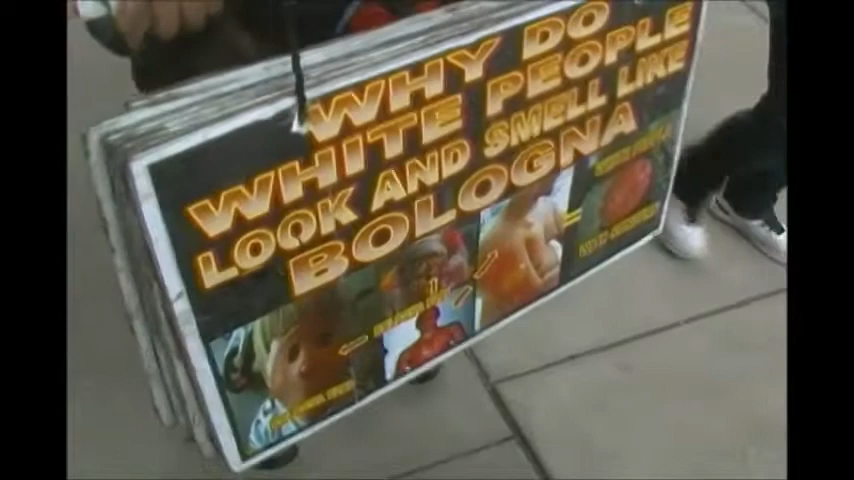 WHY DO
WHITE PEOPLE
LOOK AND SMELL LIKE
BOLOGNA